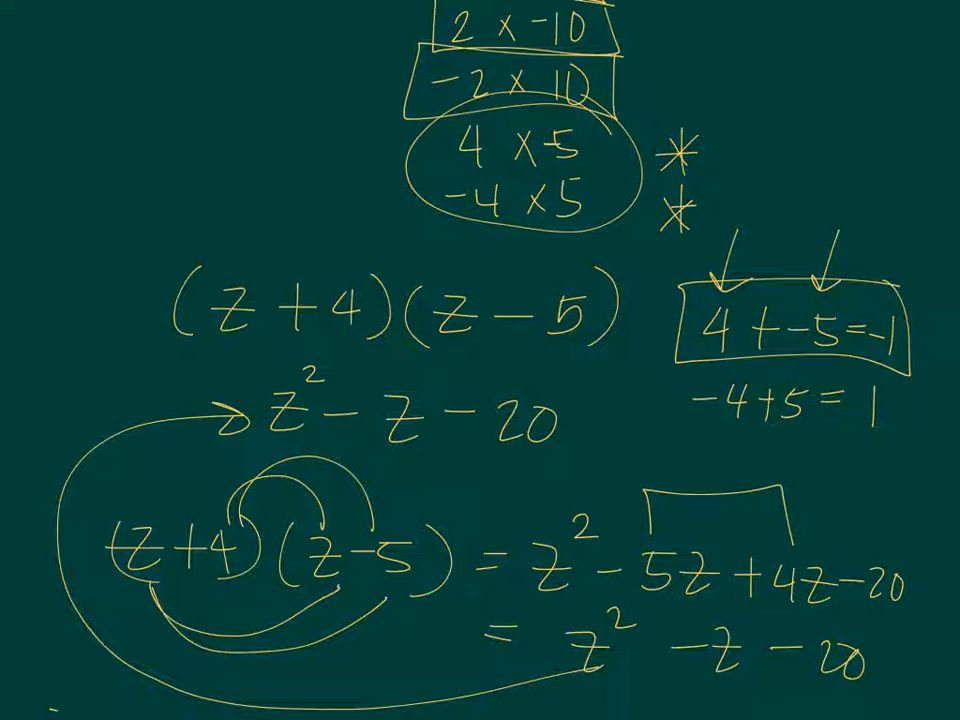 2 x -10
-2 x 10
4 x -5 *
-4 x 5 *
(z + 4)(z - 5)
4 + -5 = -1
-4+5 = 1
z² - z - 20
(z+4)(z-5) = z² - 5z + 4z - 20
= z² - z - 20